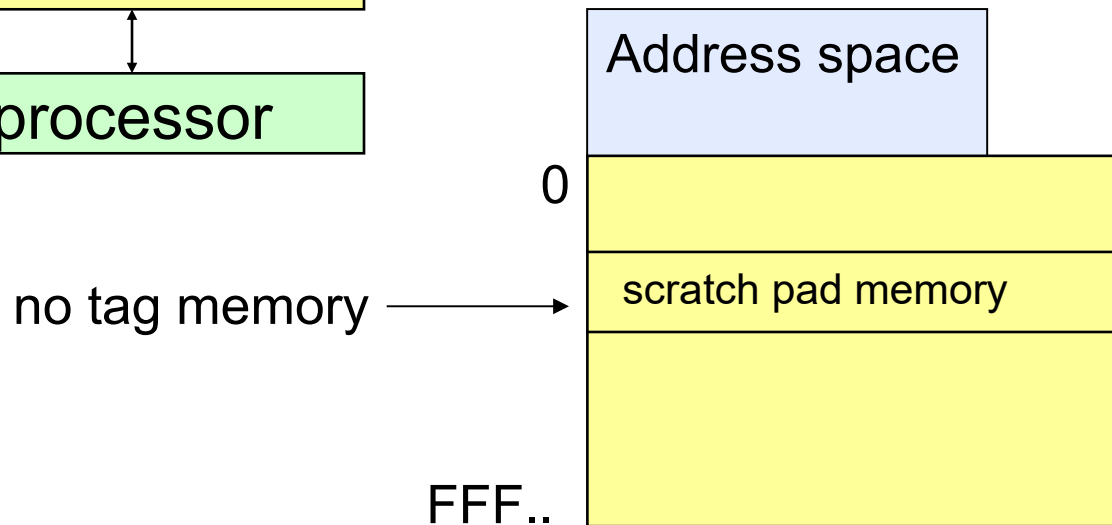 Address space
processor
0
scratch pad memory
no tag memory
FFF..